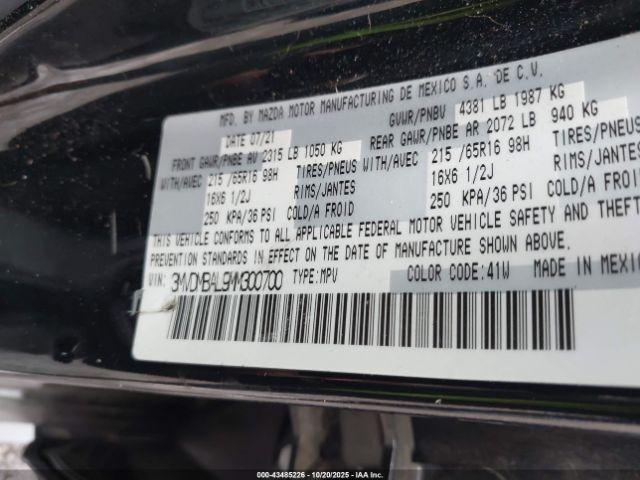 MFD. BY MAZDA MOTOR MANUFACTURING DE MEXICO S.A. DE C.V.
DATE 07/21 GVWR/PNBV 4381 LB 1987 KG
FRONT GAWR/PNBE AV 2315 LB 1050 KG REAR GAWR/PNBE AR 2072 LB 940 KG
WITH/AVEC 215 /65R16 98H TIRES/PNEUS WITH/AVEC 215 /65R16 98H TIRES/PNEUS
16X6 1/2J RIMS/JANTES 16X6 1/2J RIMS/JANTES
250 KPA/36 PSI COLD/A FROID 250 KPA/36 PSI COLD/A FROID
THIS VEHICLE CONFORMS TO ALL APPLICABLE FEDERAL MOTOR VEHICLE SAFETY AND THEFT
PREVENTION STANDARDS IN EFFECT ON THE DATE OF MANUFACTURE SHOWN ABOVE.
VIN: 3MVDMBAL9MM300700 TYPE:MPV COLOR CODE:41W MADE IN MEXICO
000-43485226 - 10/20/2025 - IAA Inc.